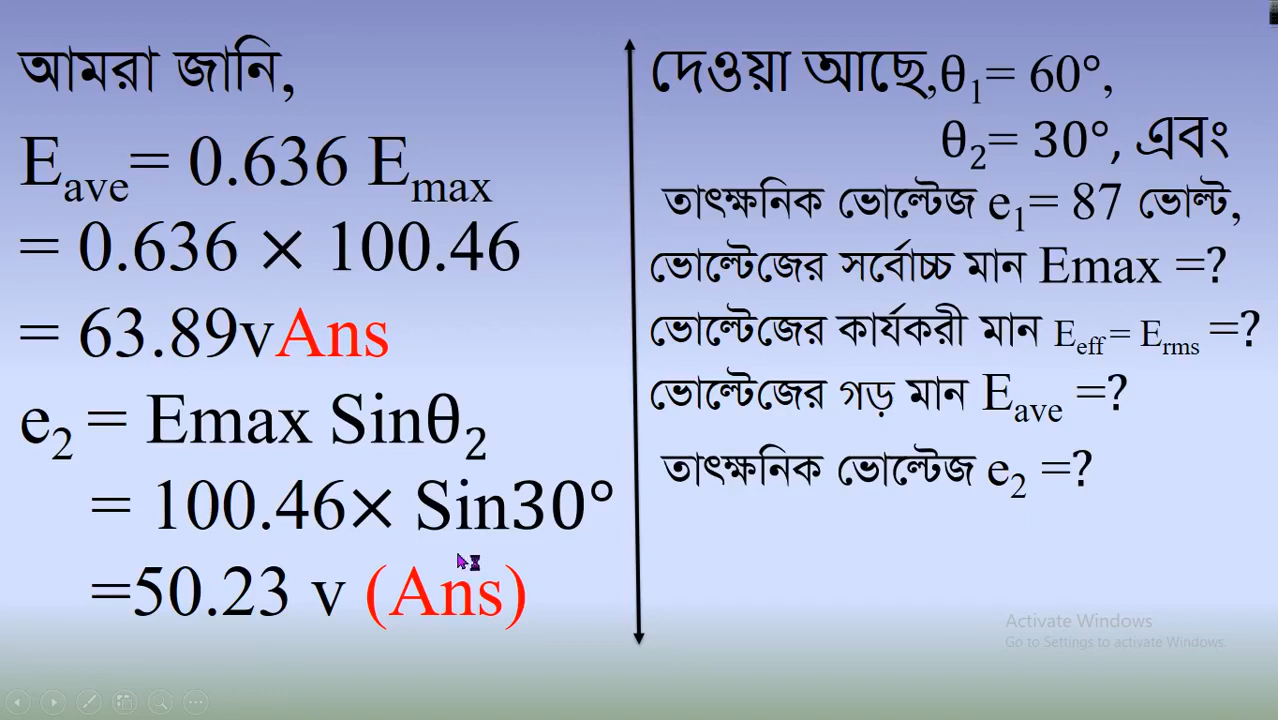 আমরা জানি,
Eave= 0.636 Emax
= 0.636 × 100.46
= 63.89vAns
e2 = Emax Sinθ2
= 100.46× Sin30°
=50.23 v (Ans)
দেওয়া আছে,θ1= 60°,
θ2= 30°, এবং
তাৎক্ষনিক ভোল্টেজ e1= 87 ভোল্ট,
ভোল্টেজের সর্বোচ্চ মান Emax =?
ভোল্টেজের কার্যকরী মান Eeff = Erms =?
ভোল্টেজের গড় মান Eave =?
তাৎক্ষনিক ভোল্টেজ e2 =?
Activate Windows
Go to Settings to activate Windows.